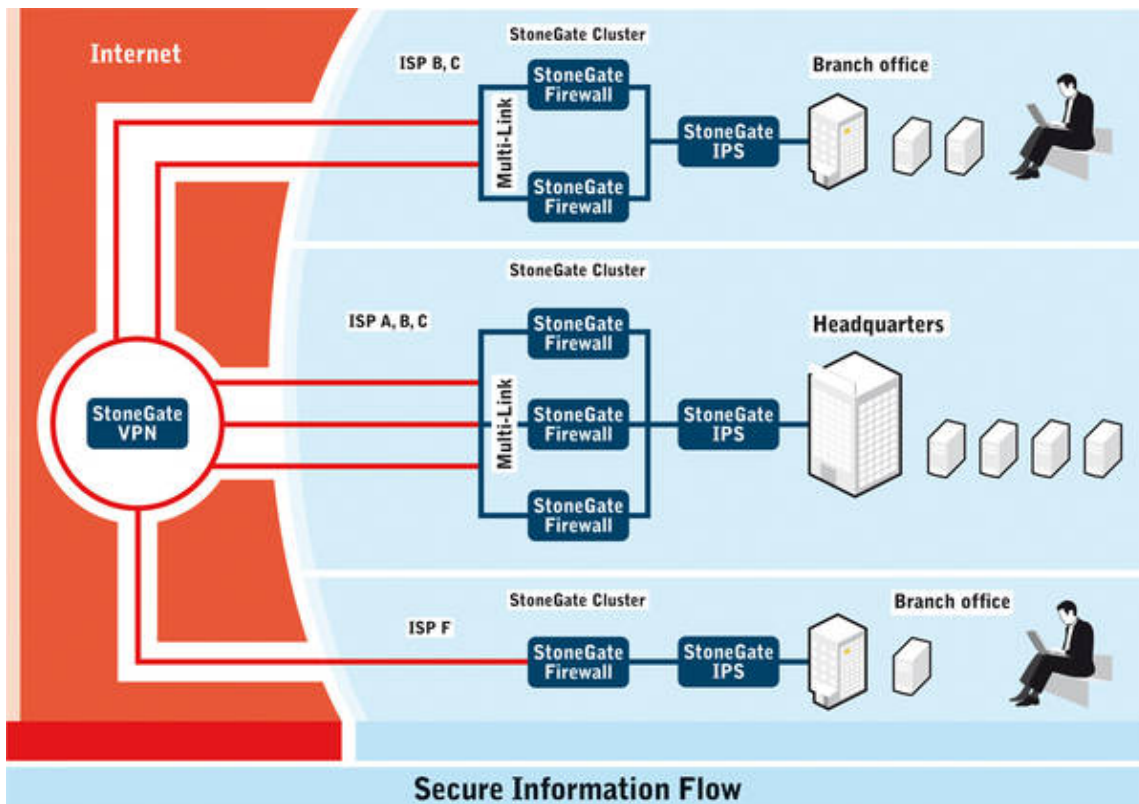 Internet
StoneGate Cluster
ISP B, C
StoneGate
Firewall
Branch office
Multi-Link
StoneGate
IPS
StoneGate
Firewall
StoneGate Cluster
ISP A, B, C
StoneGate
Firewall
Headquarters
StoneGate
VPN
Multi-Link
StoneGate
Firewall
StoneGate
IPS
StoneGate
Firewall
StoneGate Cluster
Branch office
ISP F
StoneGate
Firewall
StoneGate
IPS
Secure Information Flow